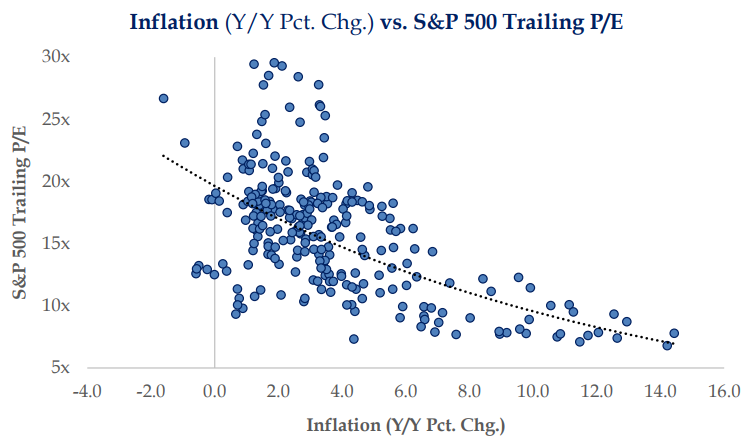 Inflation (Y/Y Pct. Chg.) vs. S&P 500 Trailing P/E
30x
25x
20x
15x
10x
5x
S&P 500 Trailing P/E
-4.0 -2.0 0.0 2.0 4.0 6.0 8.0 10.0 12.0 14.0 16.0
Inflation (Y/Y Pct. Chg.)